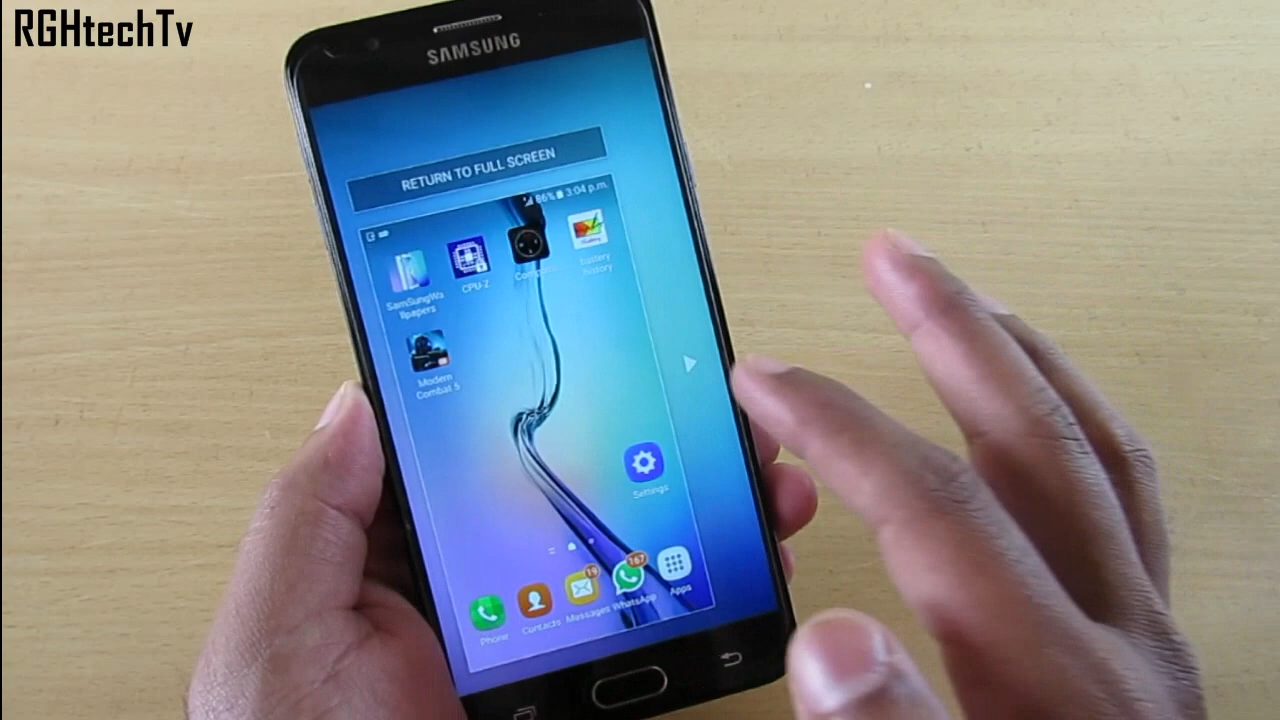 RGHtechTv
SAMSUNG
RETURN TO FULL SCREEN
86% 3:04 p.m.
SamSungWa
llpapers
CPU-Z
battery
history
Modern
Combat 5
Settings
19
167
Phone
Contacts
Messages
WhatsApp
Apps